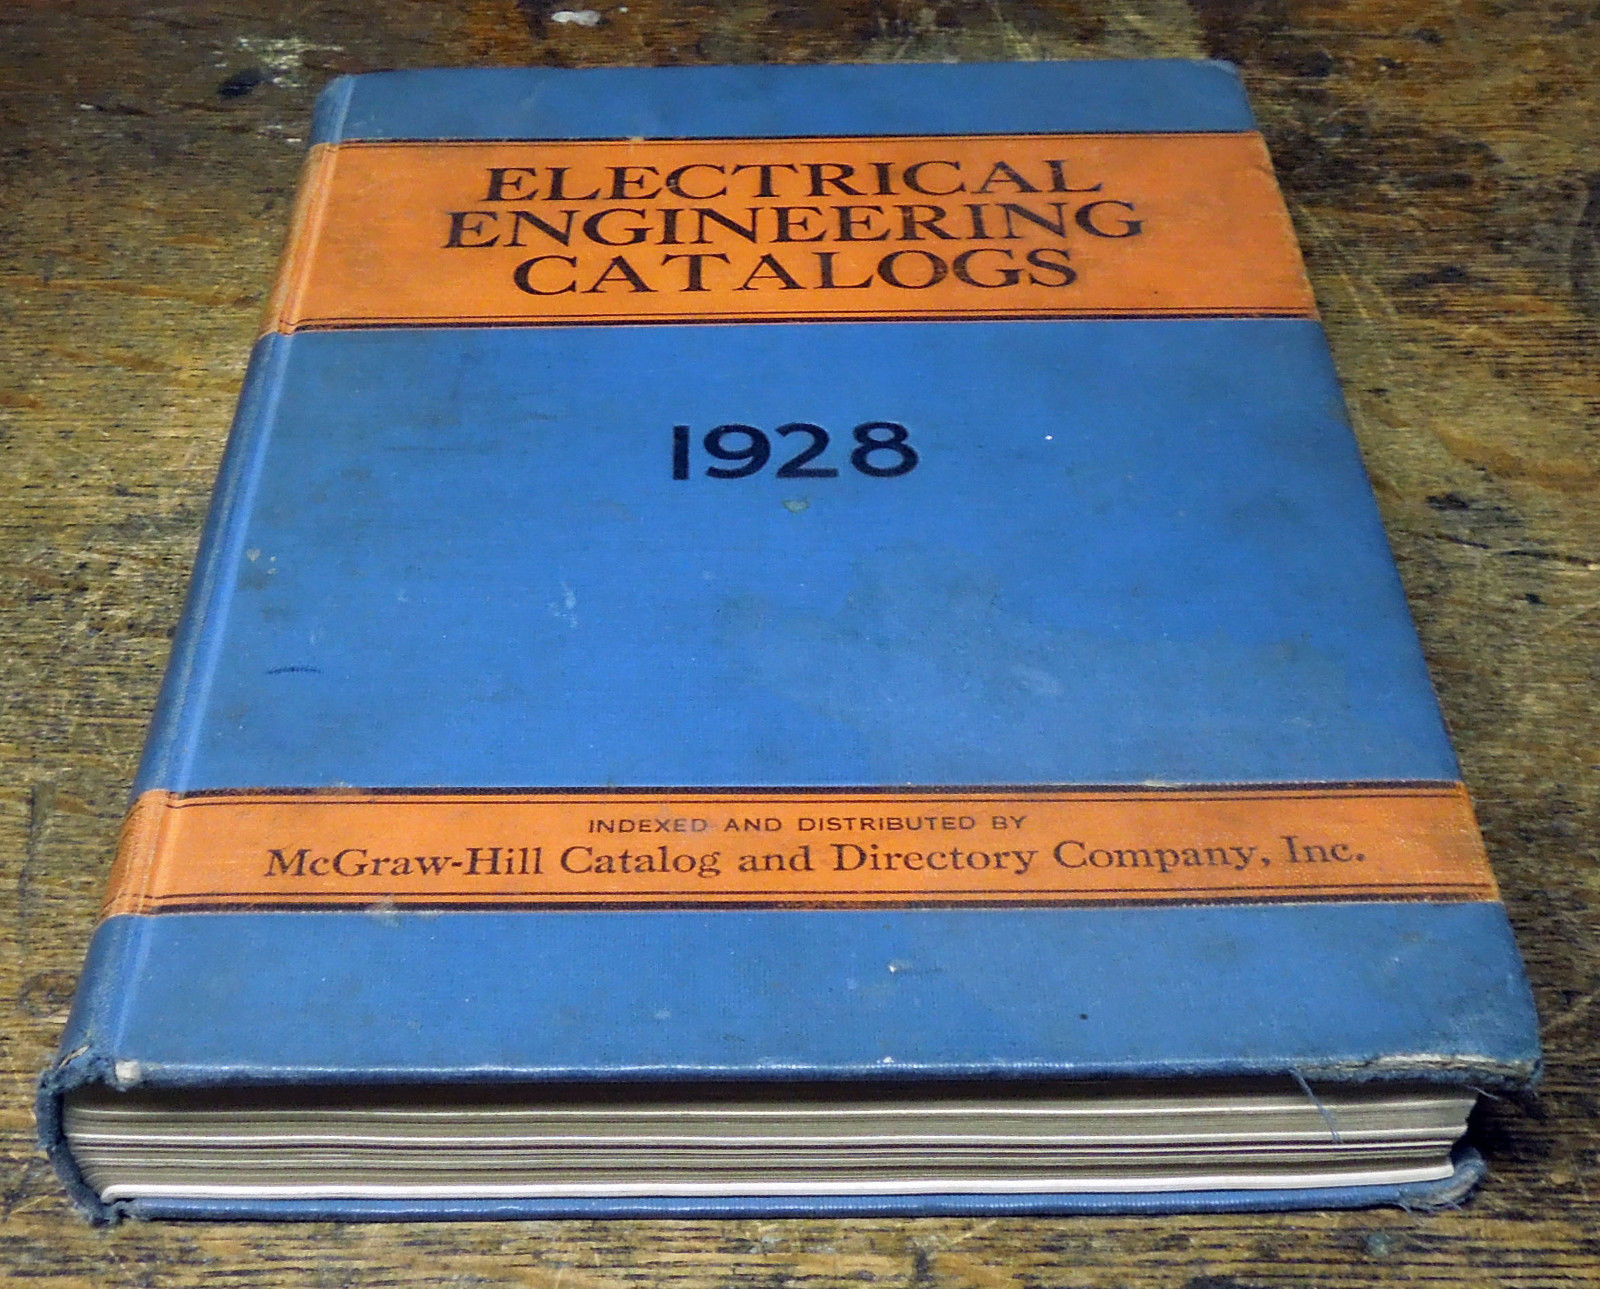 ELECTRICAL
ENGINEERING
CATALOGS
1928
INDEXED AND DISTRIBUTED BY
McGraw-Hill Catalog and Directory Company, Inc.